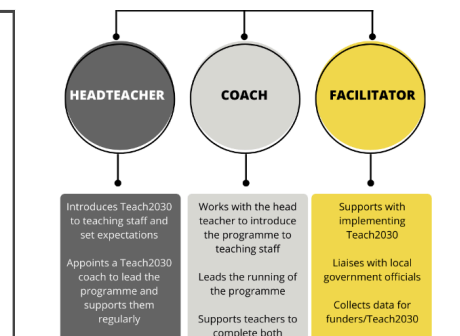 HEADTEACHER
COACH
FACILITATOR
Introduces Teach2030
to teaching staff and
set expectations
Appoints a Teach2030
coach to lead the
programme and
supports them
regularly
Works with the head
teacher to introduce
the programme to
teaching staff
Leads the running of
the programme
Supports teachers to
complete both
Supports with
implementing
Teach2030
Liaises with local
government officials
Collects data for
funders/Teach2030